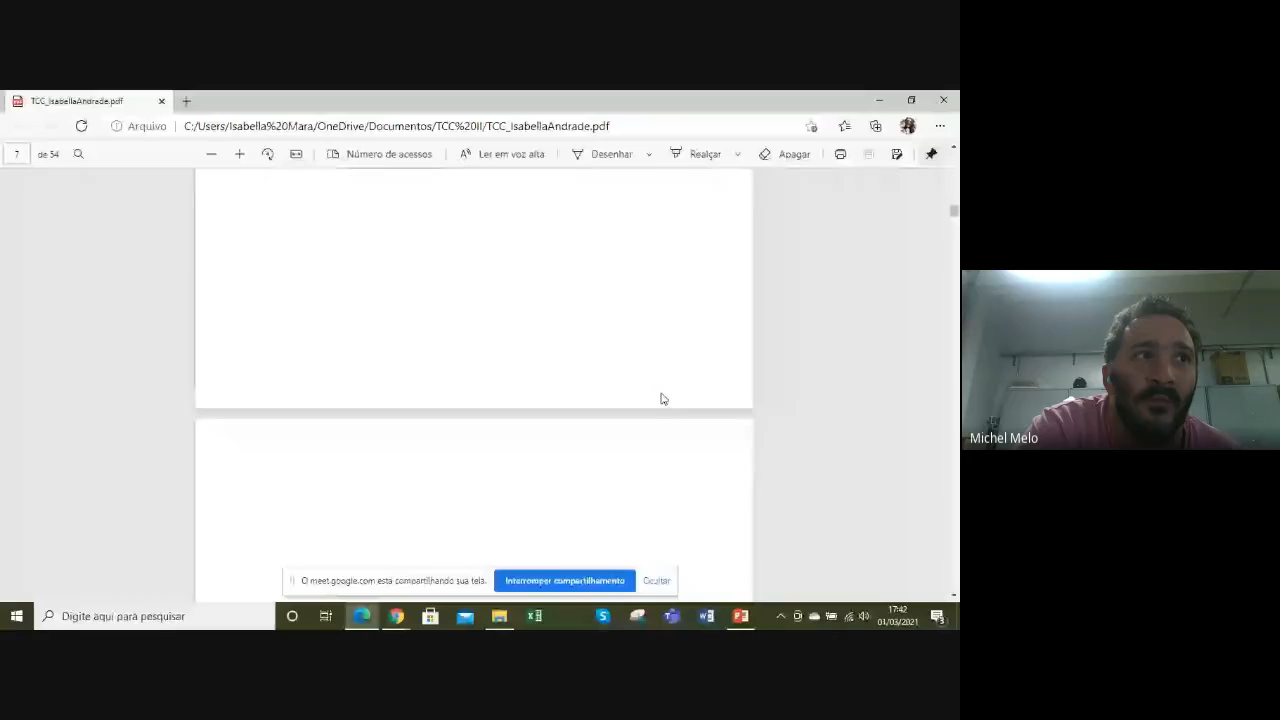 TCC_IsabellaAndrade.pdf
Arquivo C:/Users/Isabella%20Mara/OneDrive/Documentos/TCC%20II/TCC_IsabellaAndrade.pdf
7 de 54 Número de acessos Ler em voz alta Desenhar Realçar Apagar
Michel Melo
O meet.google.com está compartilhando sua tela. Interromper compartilhamento Ocultar
Digite aqui para pesquisar
17:42
01/03/2021